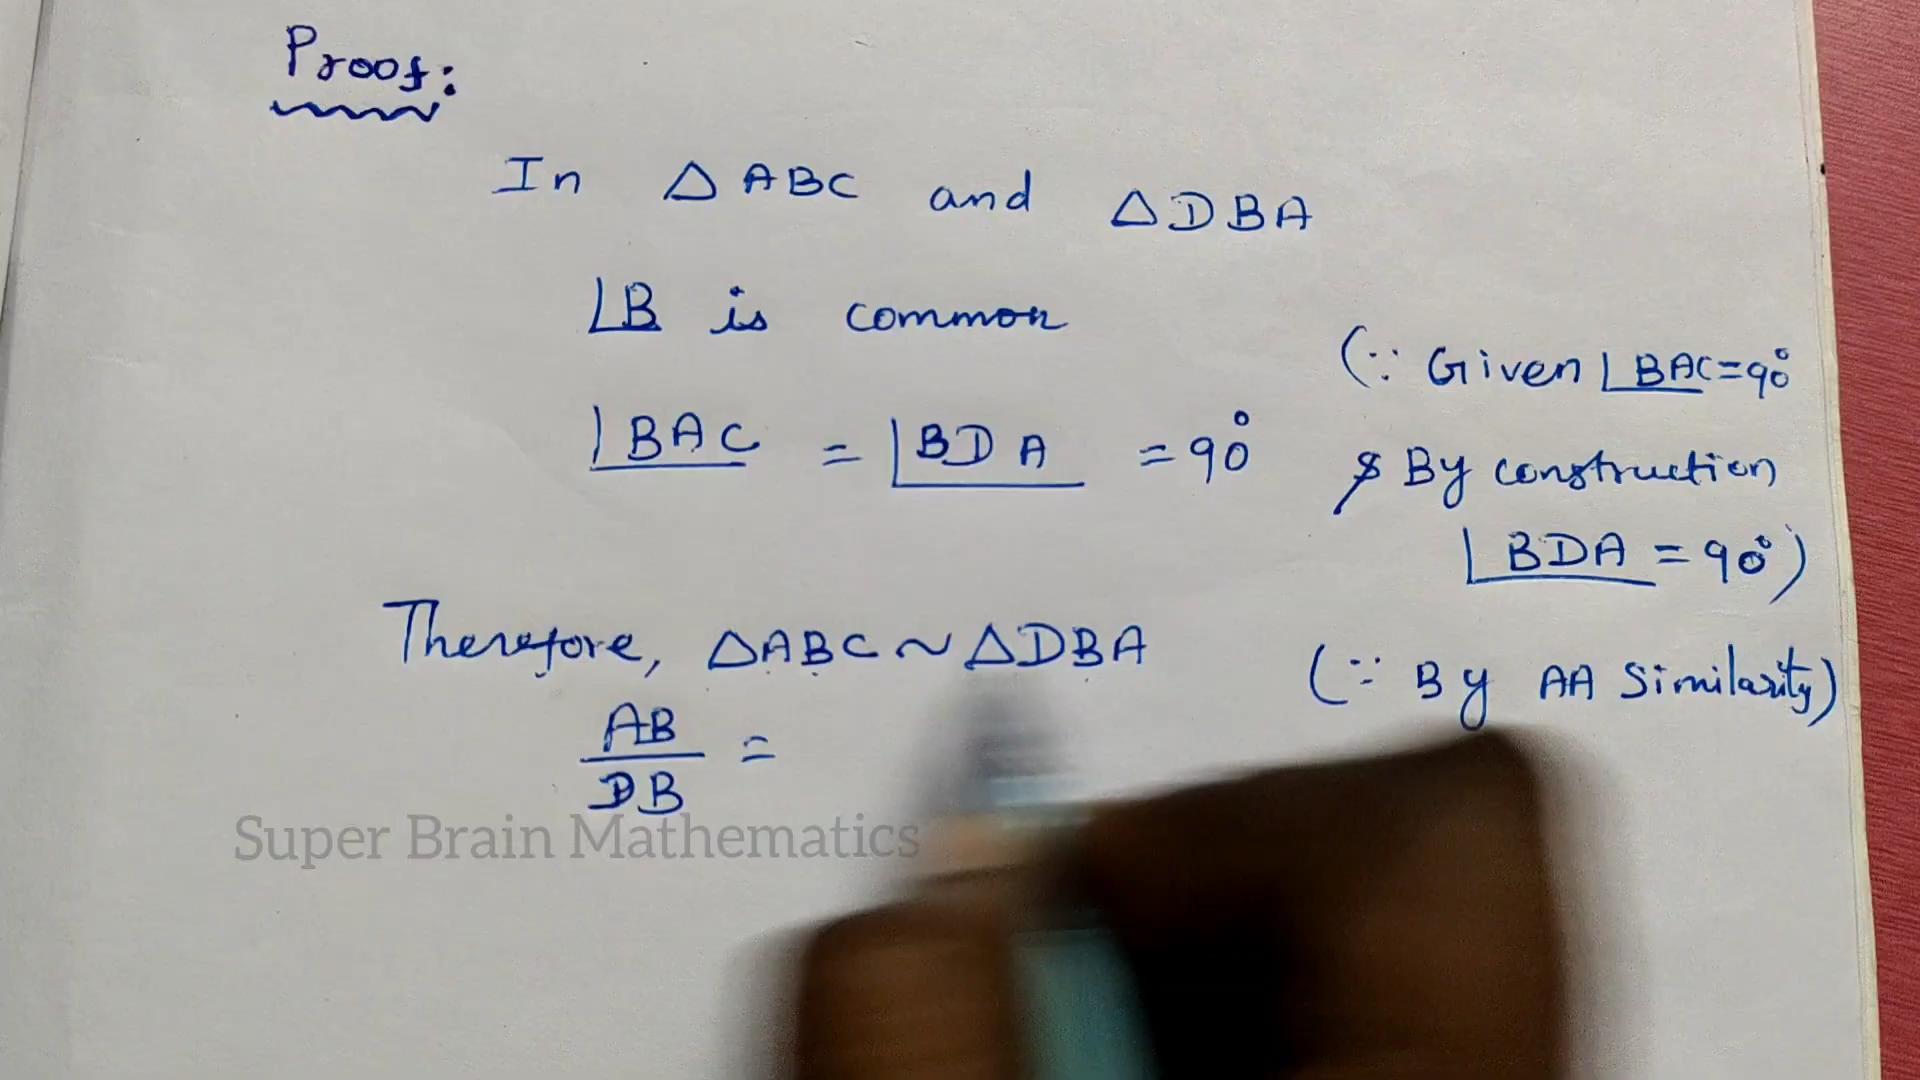 Proof:
In △ABC and △DBA
∠B is common
∠BAC = ∠BDA = 90°
(∵ Given ∠BAC=90°
& By construction
∠BDA = 90°)
Therefore, △ABC ~ △DBA
(∵ By AA Similarity)
AB/DB =
Super Brain Mathematics